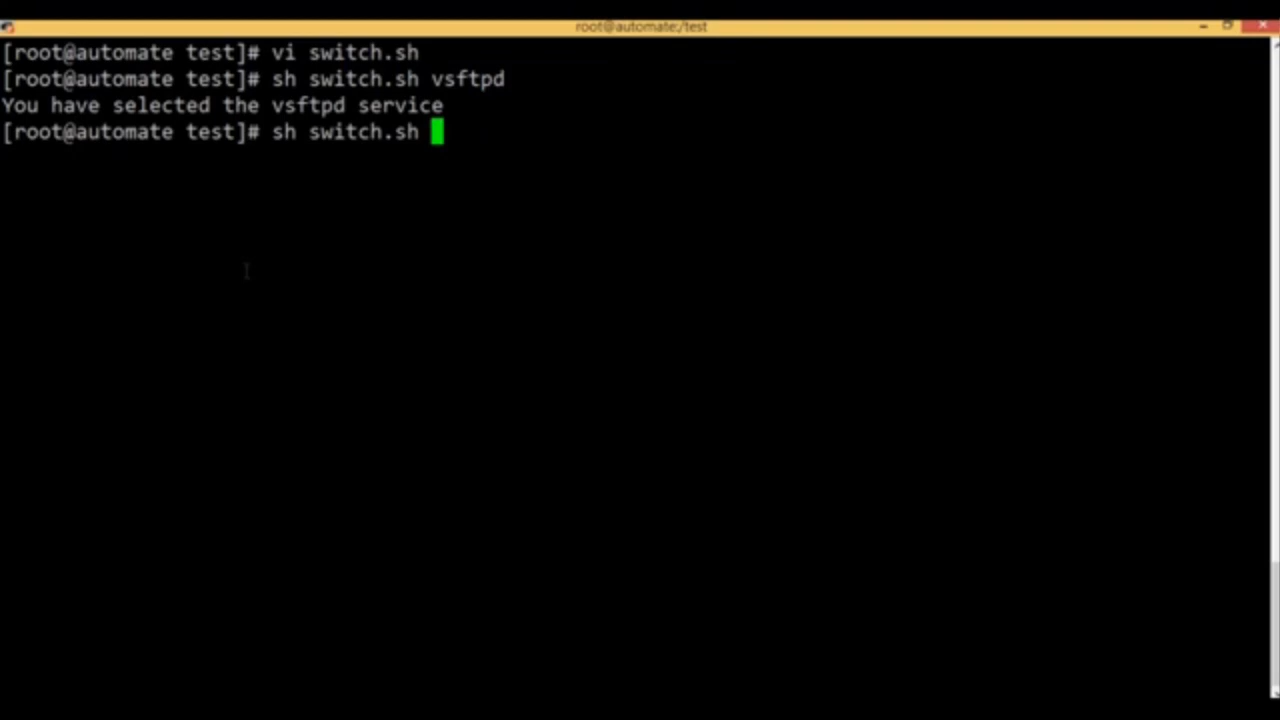 root@automate:/test
[root@automate test]# vi switch.sh
[root@automate test]# sh switch.sh vsftpd
You have selected the vsftpd service
[root@automate test]# sh switch.sh